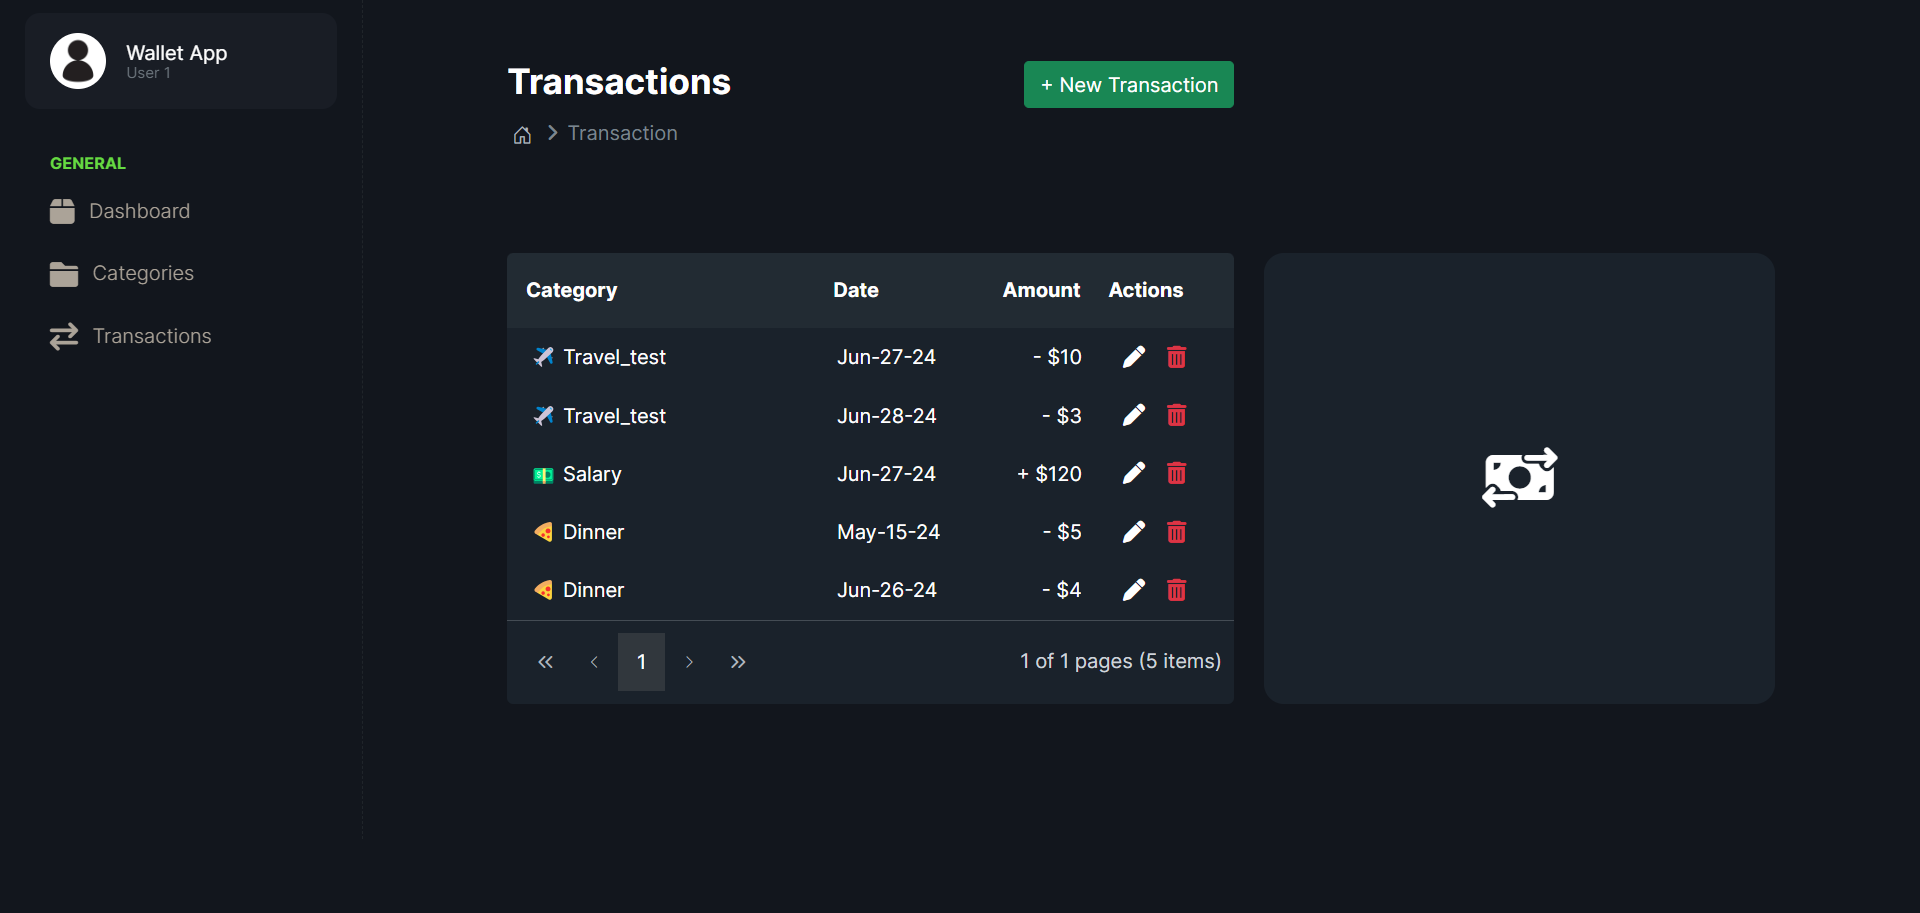 Wallet App
User 1
GENERAL
Dashboard
Categories
Transactions
Transactions
+ New Transaction
Transaction
Category Date Amount Actions
Travel_test Jun-27-24 - $10
Travel_test Jun-28-24 - $3
Salary Jun-27-24 + $120
Dinner May-15-24 - $5
Dinner Jun-26-24 - $4
1
1 of 1 pages (5 items)